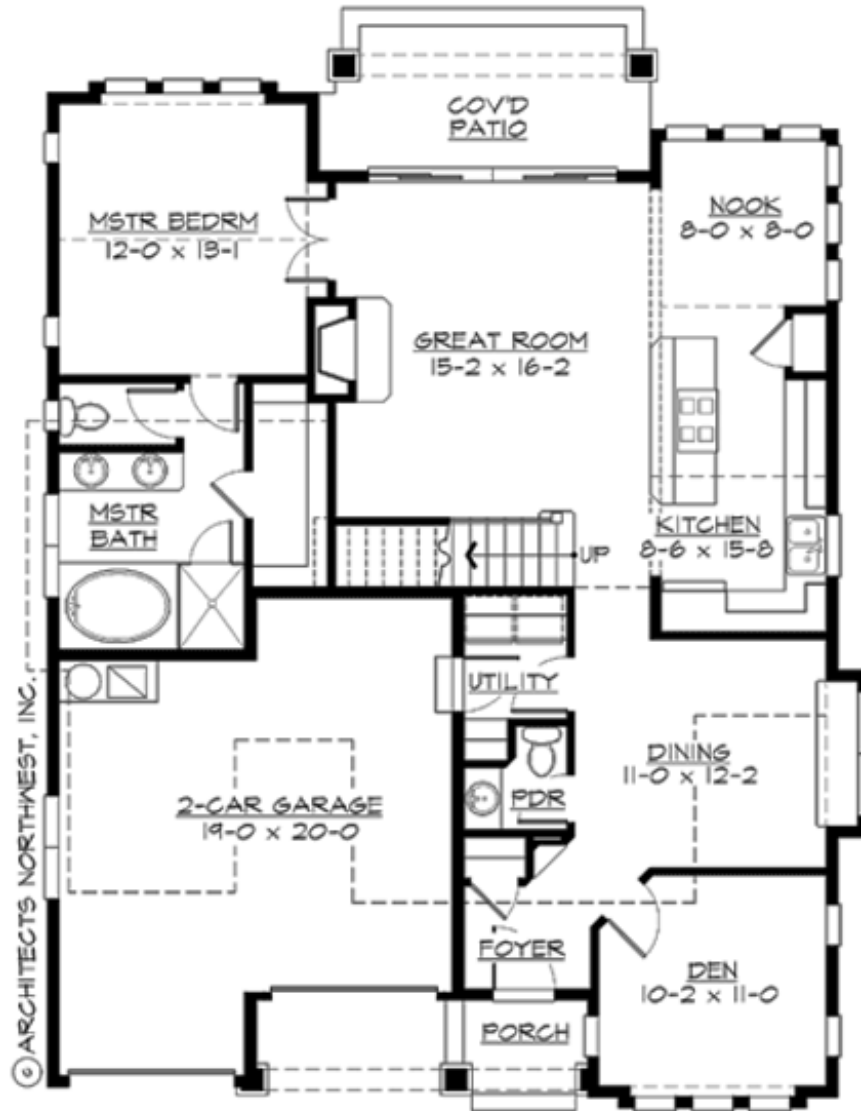 COV'D
PATIO
MSTR BEDRM
12-0 x 13-1
NOOK
8-0 x 8-0
GREAT ROOM
15-2 x 16-2
MSTR
BATH
KITCHEN
8-6 x 15-8
UP
UTILITY
DINING
11-0 x 12-2
PDR
2-CAR GARAGE
19-0 x 20-0
FOYER
DEN
10-2 x 11-0
PORCH
© ARCHITECTS NORTHWEST, INC.